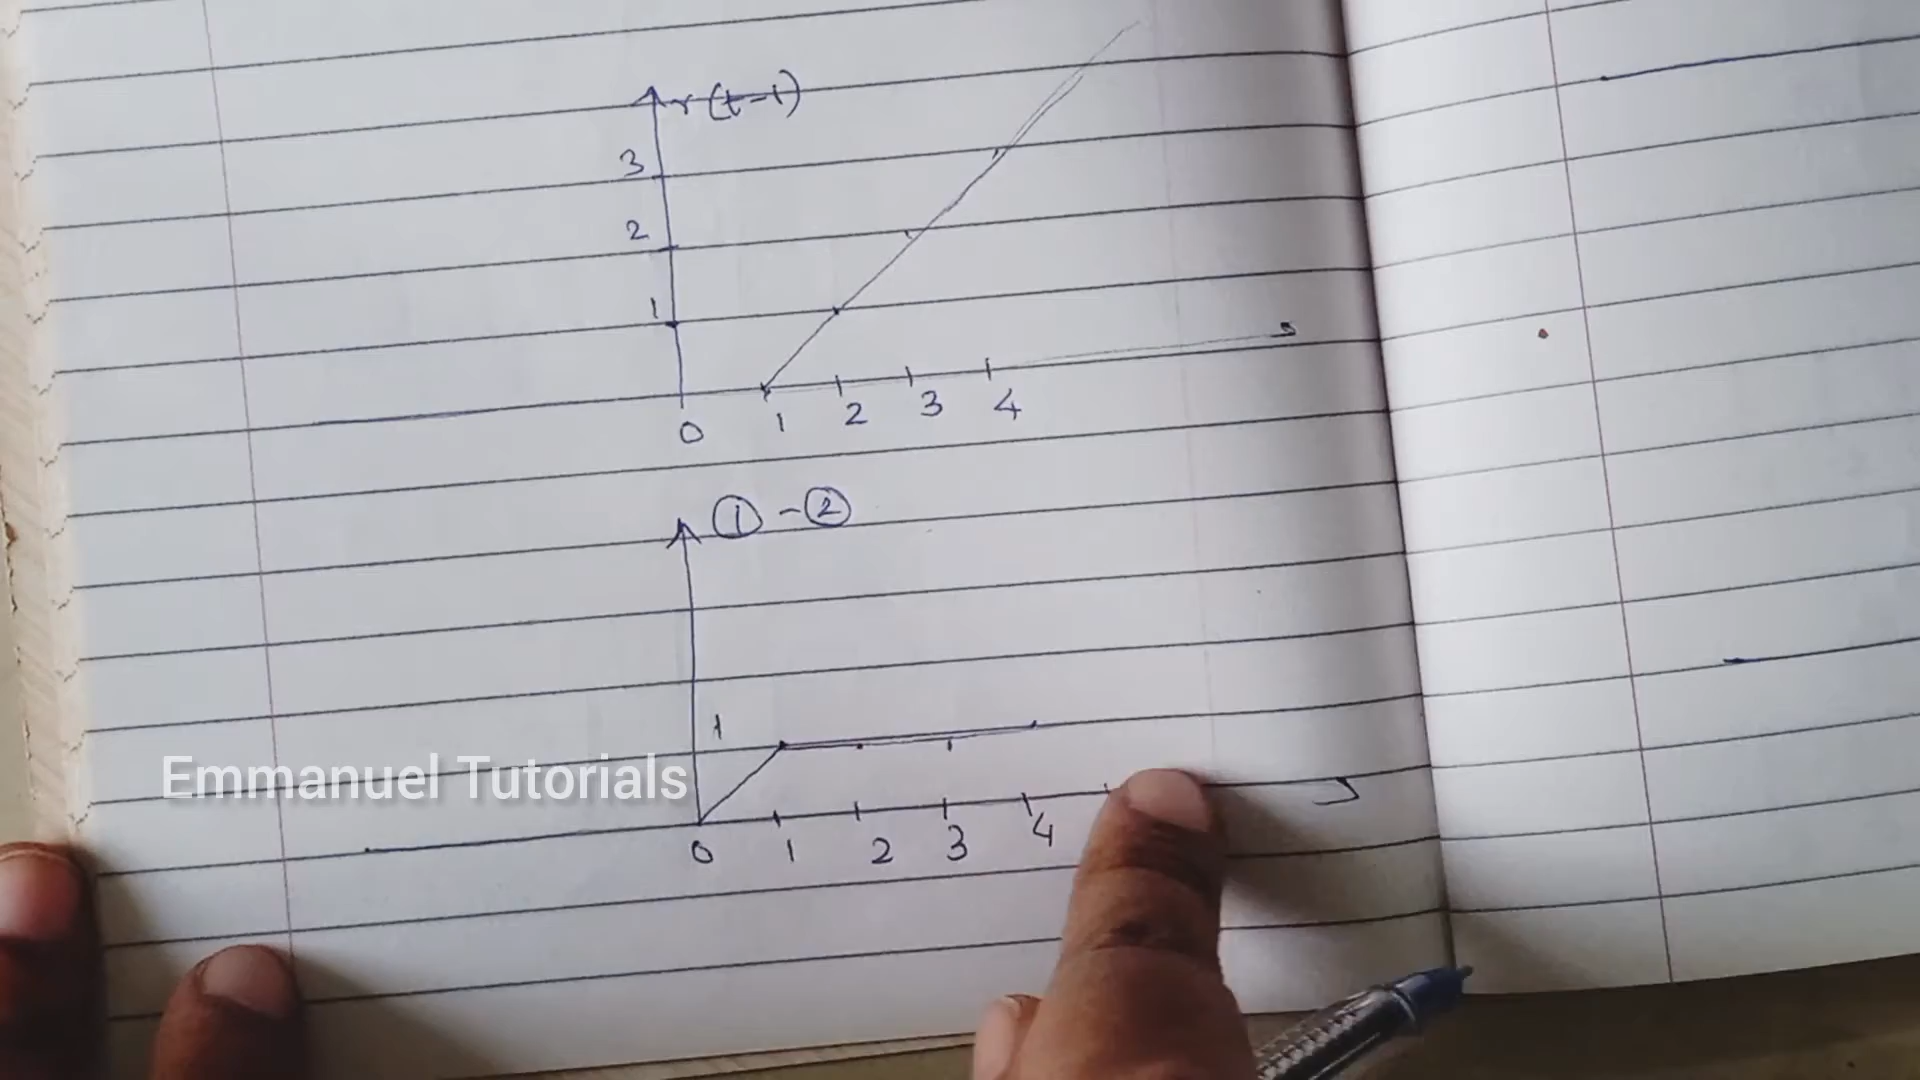 r(t-1)
3
2
1
0 1 2 3 4
① - ②
1
Emmanuel Tutorials
0 1 2 3 4